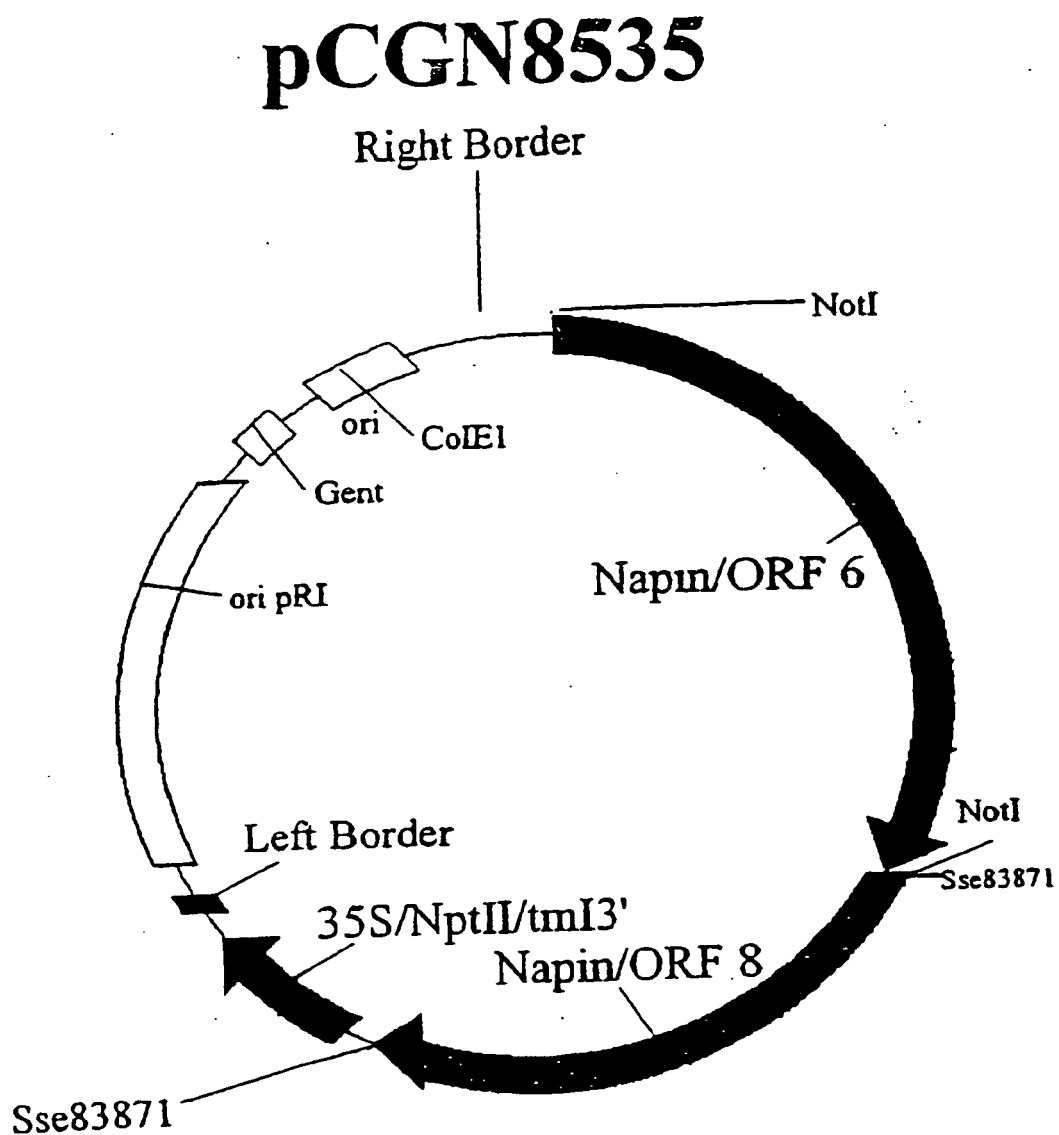 pCGN8535
Right Border
NotI
ori
ColE1
Gent
Napin/ORF 6
ori pRI
NotI
Left Border
Sse83871
35S/NptII/tmI3'
Napin/ORF 8
Sse83871